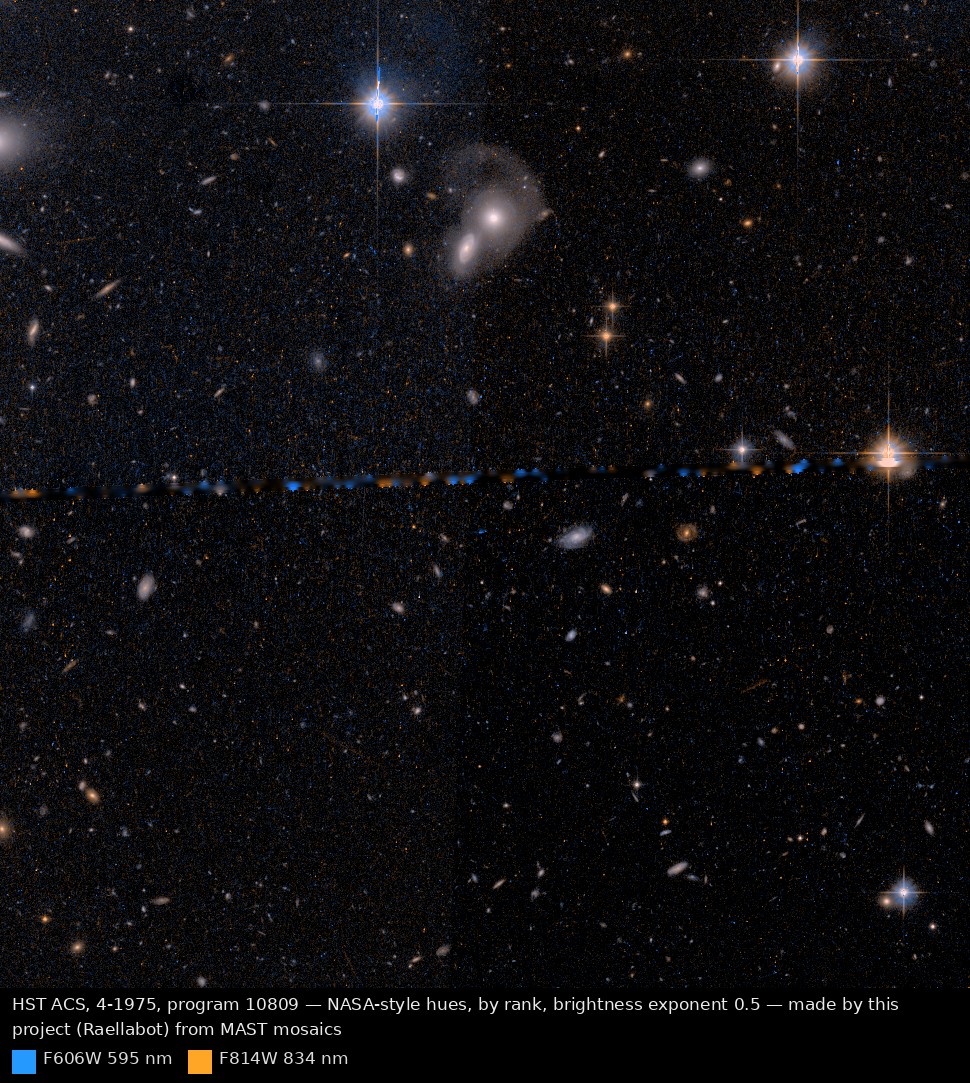 HST ACS, 4-1975, program 10809 — NASA-style hues, by rank, brightness exponent 0.5 — made by this
project (Raellabot) from MAST mosaics
F606W 595 nm F814W 834 nm